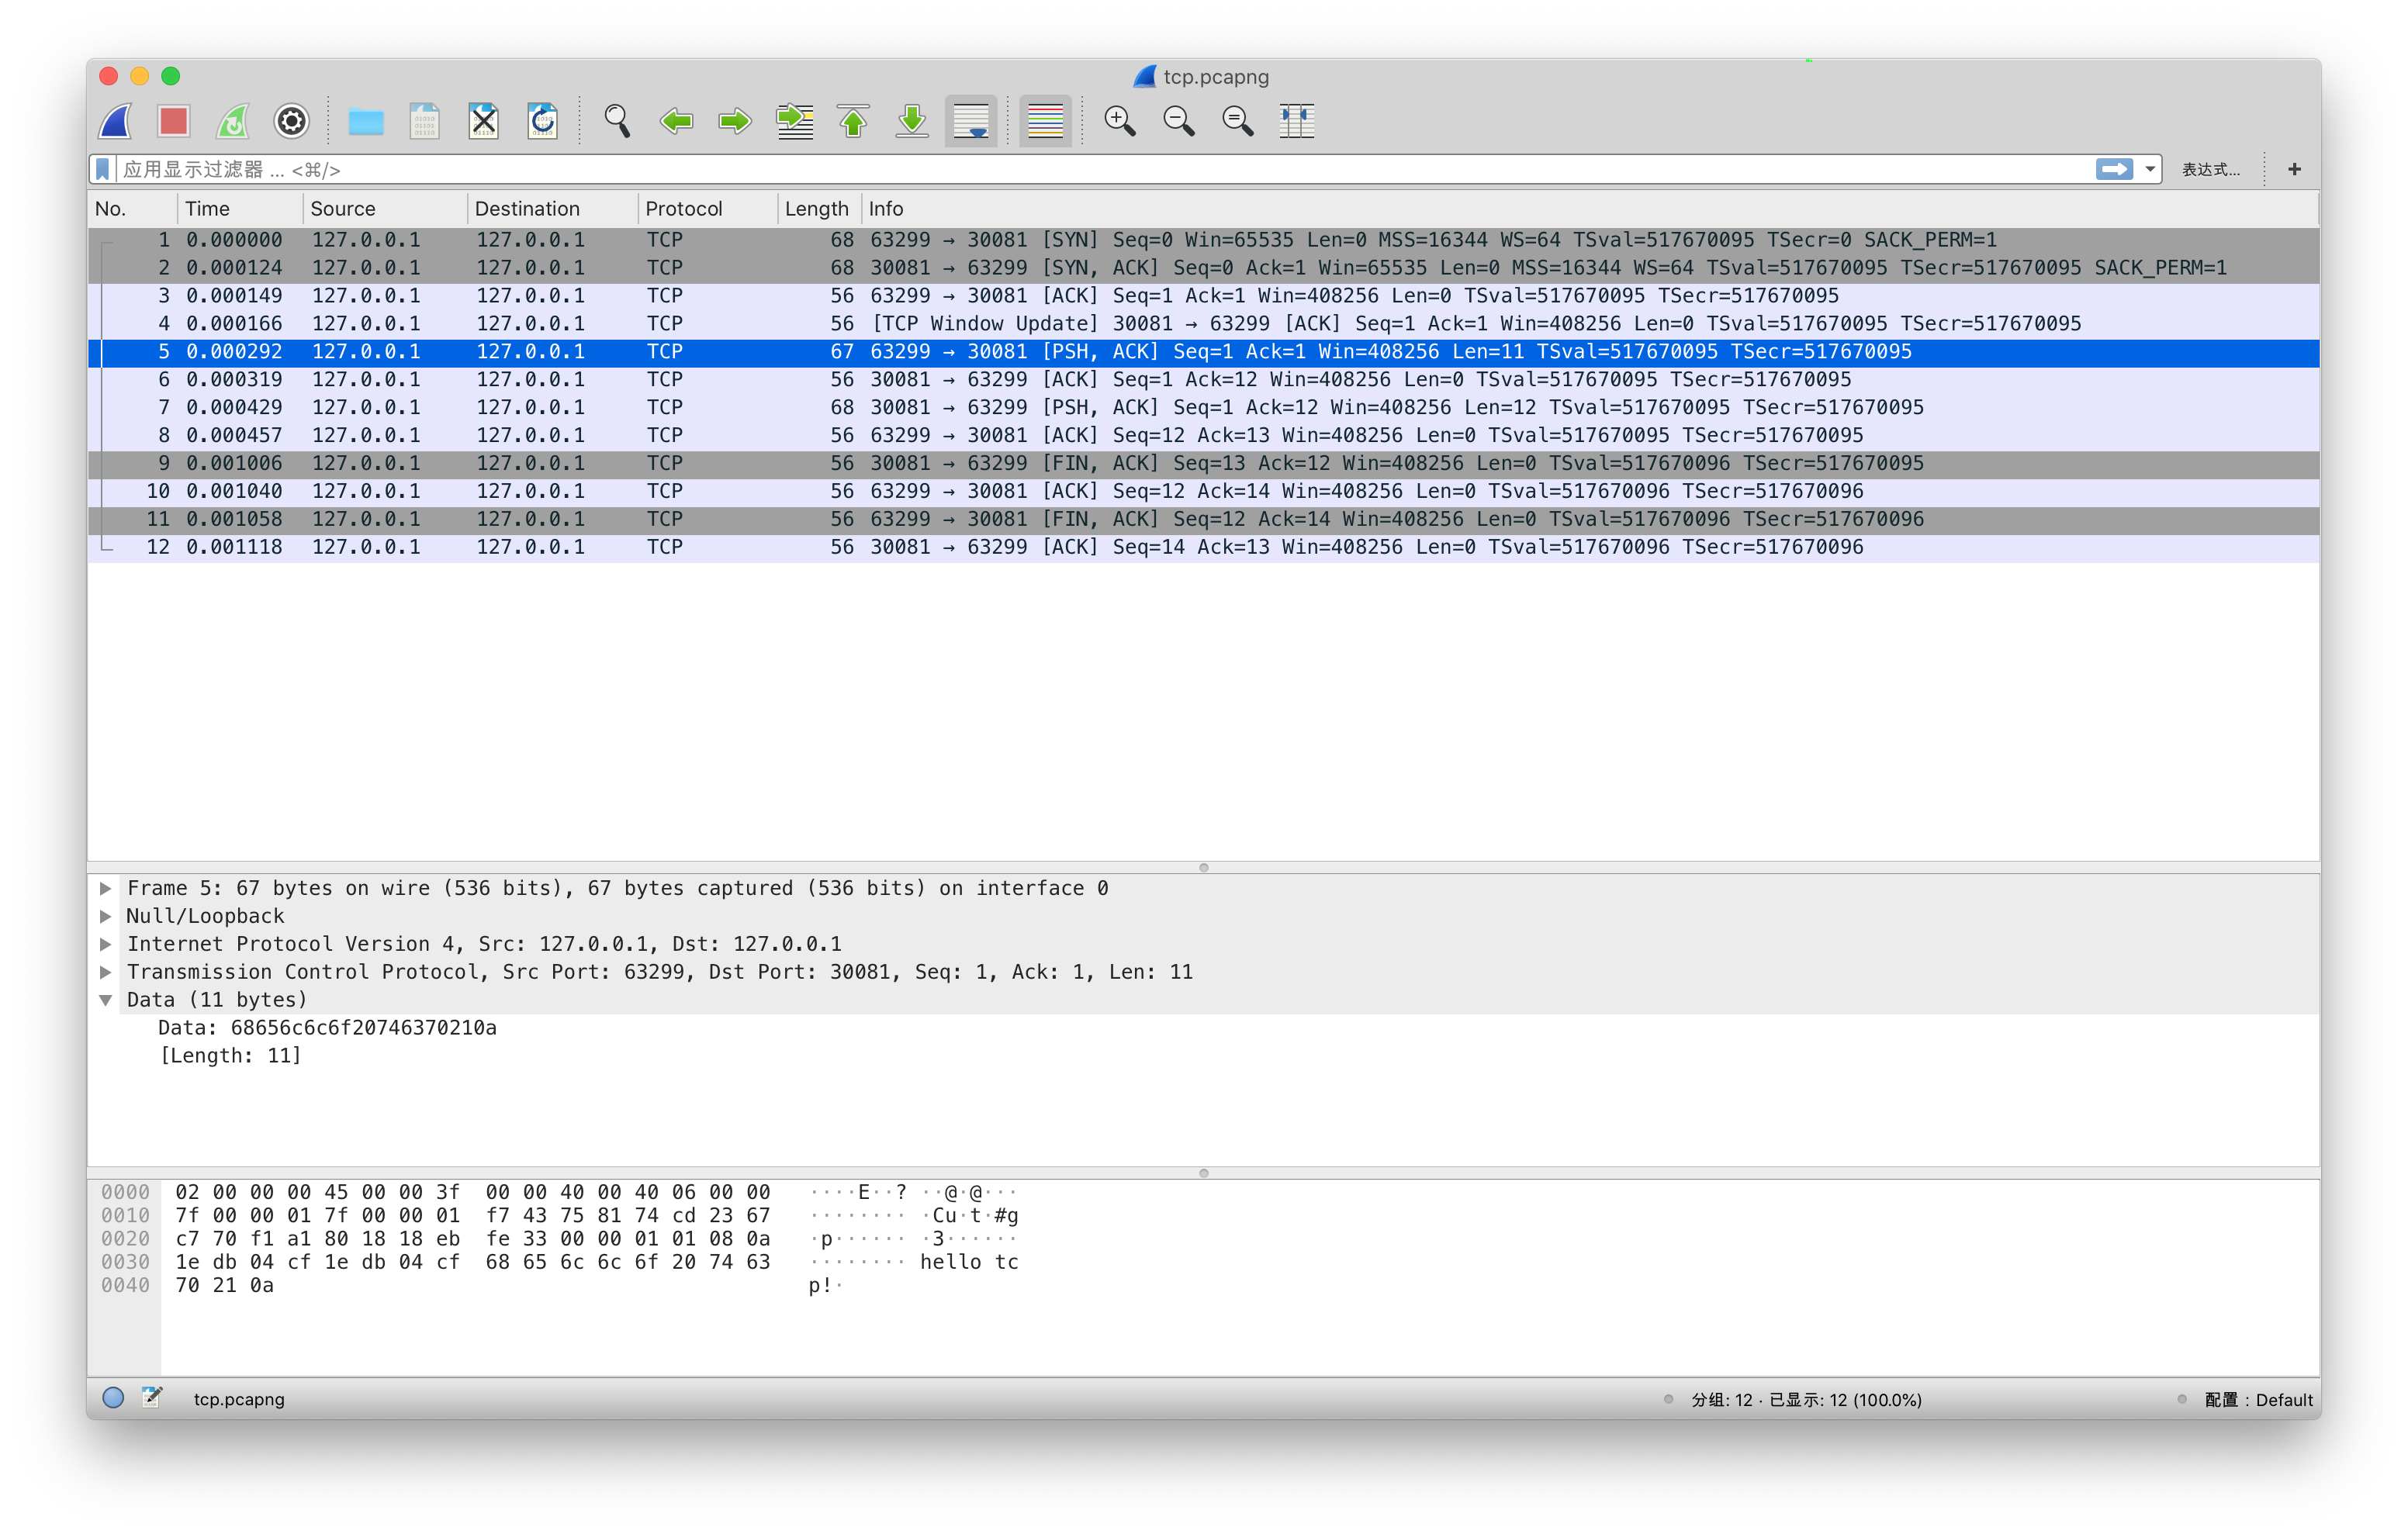 tcp.pcapng
应用显示过滤器 ... <⌘/>
表达式...
+
No. Time Source Destination Protocol Length Info
1 0.000000 127.0.0.1 127.0.0.1 TCP 68 63299 → 30081 [SYN] Seq=0 Win=65535 Len=0 MSS=16344 WS=64 TSval=517670095 TSecr=0 SACK_PERM=1
2 0.000124 127.0.0.1 127.0.0.1 TCP 68 30081 → 63299 [SYN, ACK] Seq=0 Ack=1 Win=65535 Len=0 MSS=16344 WS=64 TSval=517670095 TSecr=517670095 SACK_PERM=1
3 0.000149 127.0.0.1 127.0.0.1 TCP 56 63299 → 30081 [ACK] Seq=1 Ack=1 Win=408256 Len=0 TSval=517670095 TSecr=517670095
4 0.000166 127.0.0.1 127.0.0.1 TCP 56 [TCP Window Update] 30081 → 63299 [ACK] Seq=1 Ack=1 Win=408256 Len=0 TSval=517670095 TSecr=517670095
5 0.000292 127.0.0.1 127.0.0.1 TCP 67 63299 → 30081 [PSH, ACK] Seq=1 Ack=1 Win=408256 Len=11 TSval=517670095 TSecr=517670095
6 0.000319 127.0.0.1 127.0.0.1 TCP 56 30081 → 63299 [ACK] Seq=1 Ack=12 Win=408256 Len=0 TSval=517670095 TSecr=517670095
7 0.000429 127.0.0.1 127.0.0.1 TCP 68 30081 → 63299 [PSH, ACK] Seq=1 Ack=12 Win=408256 Len=12 TSval=517670095 TSecr=517670095
8 0.000457 127.0.0.1 127.0.0.1 TCP 56 63299 → 30081 [ACK] Seq=12 Ack=13 Win=408256 Len=0 TSval=517670095 TSecr=517670095
9 0.001006 127.0.0.1 127.0.0.1 TCP 56 30081 → 63299 [FIN, ACK] Seq=13 Ack=12 Win=408256 Len=0 TSval=517670096 TSecr=517670095
10 0.001040 127.0.0.1 127.0.0.1 TCP 56 63299 → 30081 [ACK] Seq=12 Ack=14 Win=408256 Len=0 TSval=517670096 TSecr=517670096
11 0.001058 127.0.0.1 127.0.0.1 TCP 56 63299 → 30081 [FIN, ACK] Seq=12 Ack=14 Win=408256 Len=0 TSval=517670096 TSecr=517670096
12 0.001118 127.0.0.1 127.0.0.1 TCP 56 30081 → 63299 [ACK] Seq=14 Ack=13 Win=408256 Len=0 TSval=517670096 TSecr=517670096
Frame 5: 67 bytes on wire (536 bits), 67 bytes captured (536 bits) on interface 0
Null/Loopback
Internet Protocol Version 4, Src: 127.0.0.1, Dst: 127.0.0.1
Transmission Control Protocol, Src Port: 63299, Dst Port: 30081, Seq: 1, Ack: 1, Len: 11
Data (11 bytes)
Data: 68656c6c6f20746370210a
[Length: 11]
0000 02 00 00 00 45 00 00 3f 00 00 40 00 40 06 00 00 ····E··? ··@·@···
0010 7f 00 00 01 7f 00 00 01 f7 43 75 81 74 cd 23 67 ········ ·Cu·t·#g
0020 c7 70 f1 a1 80 18 18 eb fe 33 00 00 01 01 08 0a ·p······ ·3······
0030 1e db 04 cf 1e db 04 cf 68 65 6c 6c 6f 20 74 63 ········ hello tc
0040 70 21 0a p!·
tcp.pcapng
分组: 12 · 已显示: 12 (100.0%)
配置 : Default